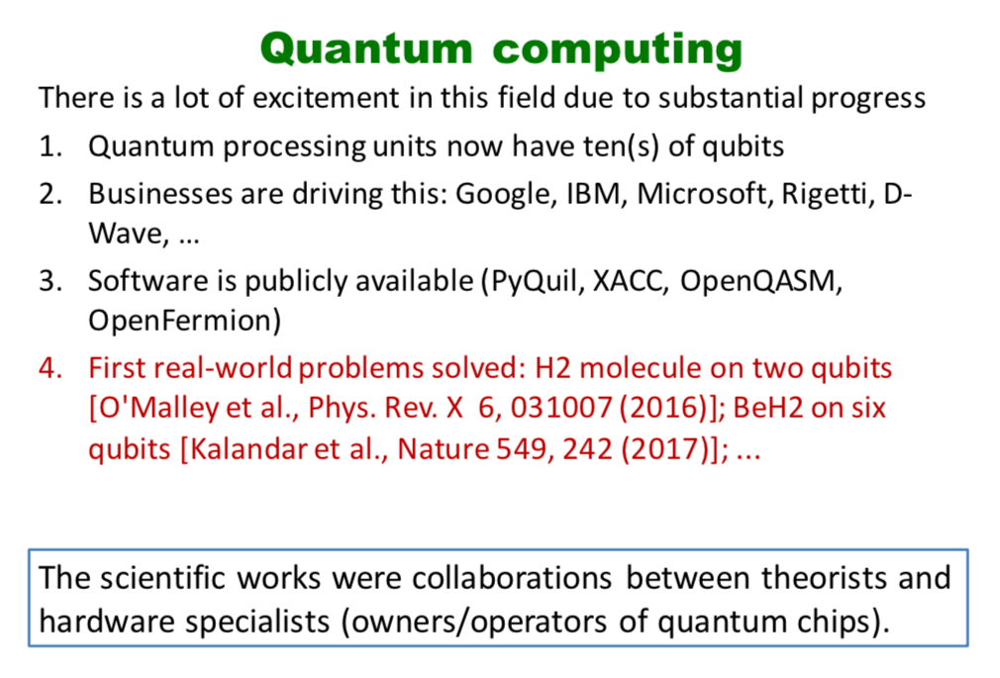 Quantum computing
There is a lot of excitement in this field due to substantial progress
1. Quantum processing units now have ten(s) of qubits
2. Businesses are driving this: Google, IBM, Microsoft, Rigetti, D-
Wave, ...
3. Software is publicly available (PyQuil, XACC, OpenQASM,
OpenFermion)
4. First real-world problems solved: H2 molecule on two qubits
[O'Malley et al., Phys. Rev. X 6, 031007 (2016)]; BeH2 on six
qubits [Kalandar et al., Nature 549, 242 (2017)]; ...
The scientific works were collaborations between theorists and
hardware specialists (owners/operators of quantum chips).